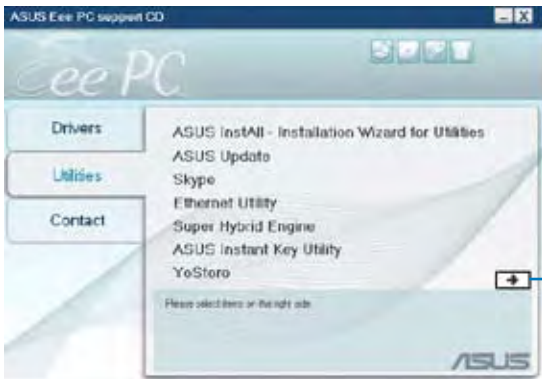 ASUS Eee PC support CD
Eee PC
Drivers
Utilities
Contact
ASUS InstAll - Installation Wizard for Utilities
ASUS Update
Skype
Ethernet Utility
Super Hybrid Engine
ASUS Instant Key Utility
YoStore
Please select items on the right side.
ASUS